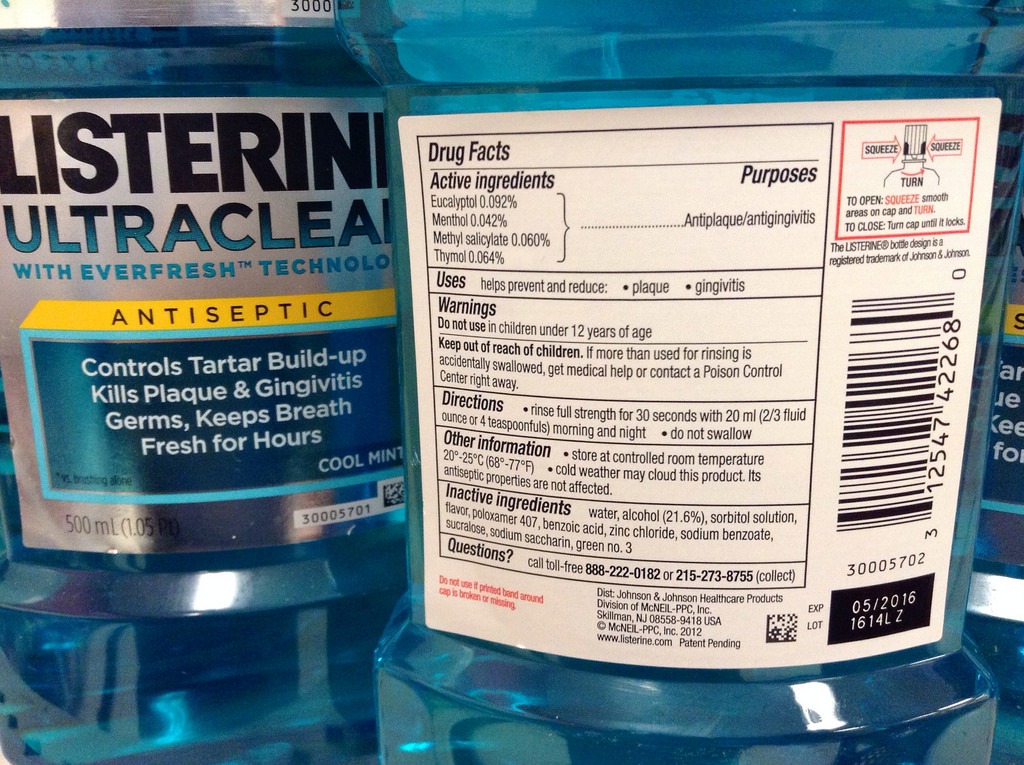 3000
LISTERIN
ULTRACLEA
WITH EVERFRESH™ TECHNOLO
ANTISEPTIC
Controls Tartar Build-up
Kills Plaque & Gingivitis
Germs, Keeps Breath
Fresh for Hours
COOL MINT
*vs. brushing alone
30005701
500 mL (1.05 Pt)
Drug Facts
Active ingredients Purposes
Eucalyptol 0.092%
Menthol 0.042%
Methyl salicylate 0.060%
Thymol 0.064%
Antiplaque/antigingivitis
Uses helps prevent and reduce: • plaque • gingivitis
Warnings
Do not use in children under 12 years of age
Keep out of reach of children. If more than used for rinsing is
accidentally swallowed, get medical help or contact a Poison Control
Center right away.
Directions • rinse full strength for 30 seconds with 20 ml (2/3 fluid
ounce or 4 teaspoonfuls) morning and night • do not swallow
Other information • store at controlled room temperature
20°-25°C (68°-77°F) • cold weather may cloud this product. Its
antiseptic properties are not affected.
Inactive ingredients water, alcohol (21.6%), sorbitol solution,
flavor, poloxamer 407, benzoic acid, zinc chloride, sodium benzoate,
sucralose, sodium saccharin, green no. 3
Questions? call toll-free 888-222-0182 or 215-273-8755 (collect)
Do not use if printed band around
cap is broken or missing.
Dist: Johnson & Johnson Healthcare Products
Division of McNEIL-PPC, Inc.
Skillman, NJ 08558-9418 USA
© McNEIL-PPC, Inc. 2012
www.listerine.com Patent Pending
SQUEEZE SQUEEZE
TURN
TO OPEN: SQUEEZE smooth
areas on cap and TURN.
TO CLOSE: Turn cap until it locks.
The LISTERINE® bottle design is a
registered trademark of Johnson & Johnson.
3 12547 42268 0
30005702
EXP 05/2016
LOT 1614LZ